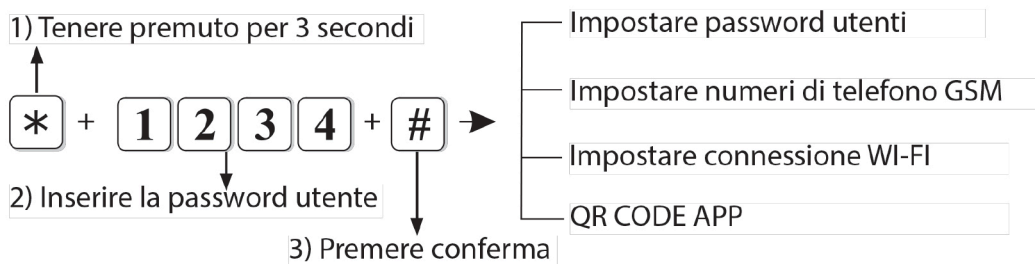 1) Tenere premuto per 3 secondi
* + 1 2 3 4 + #
2) Inserire la password utente
3) Premere conferma
Impostare password utenti
Impostare numeri di telefono GSM
Impostare connessione WI-FI
QR CODE APP